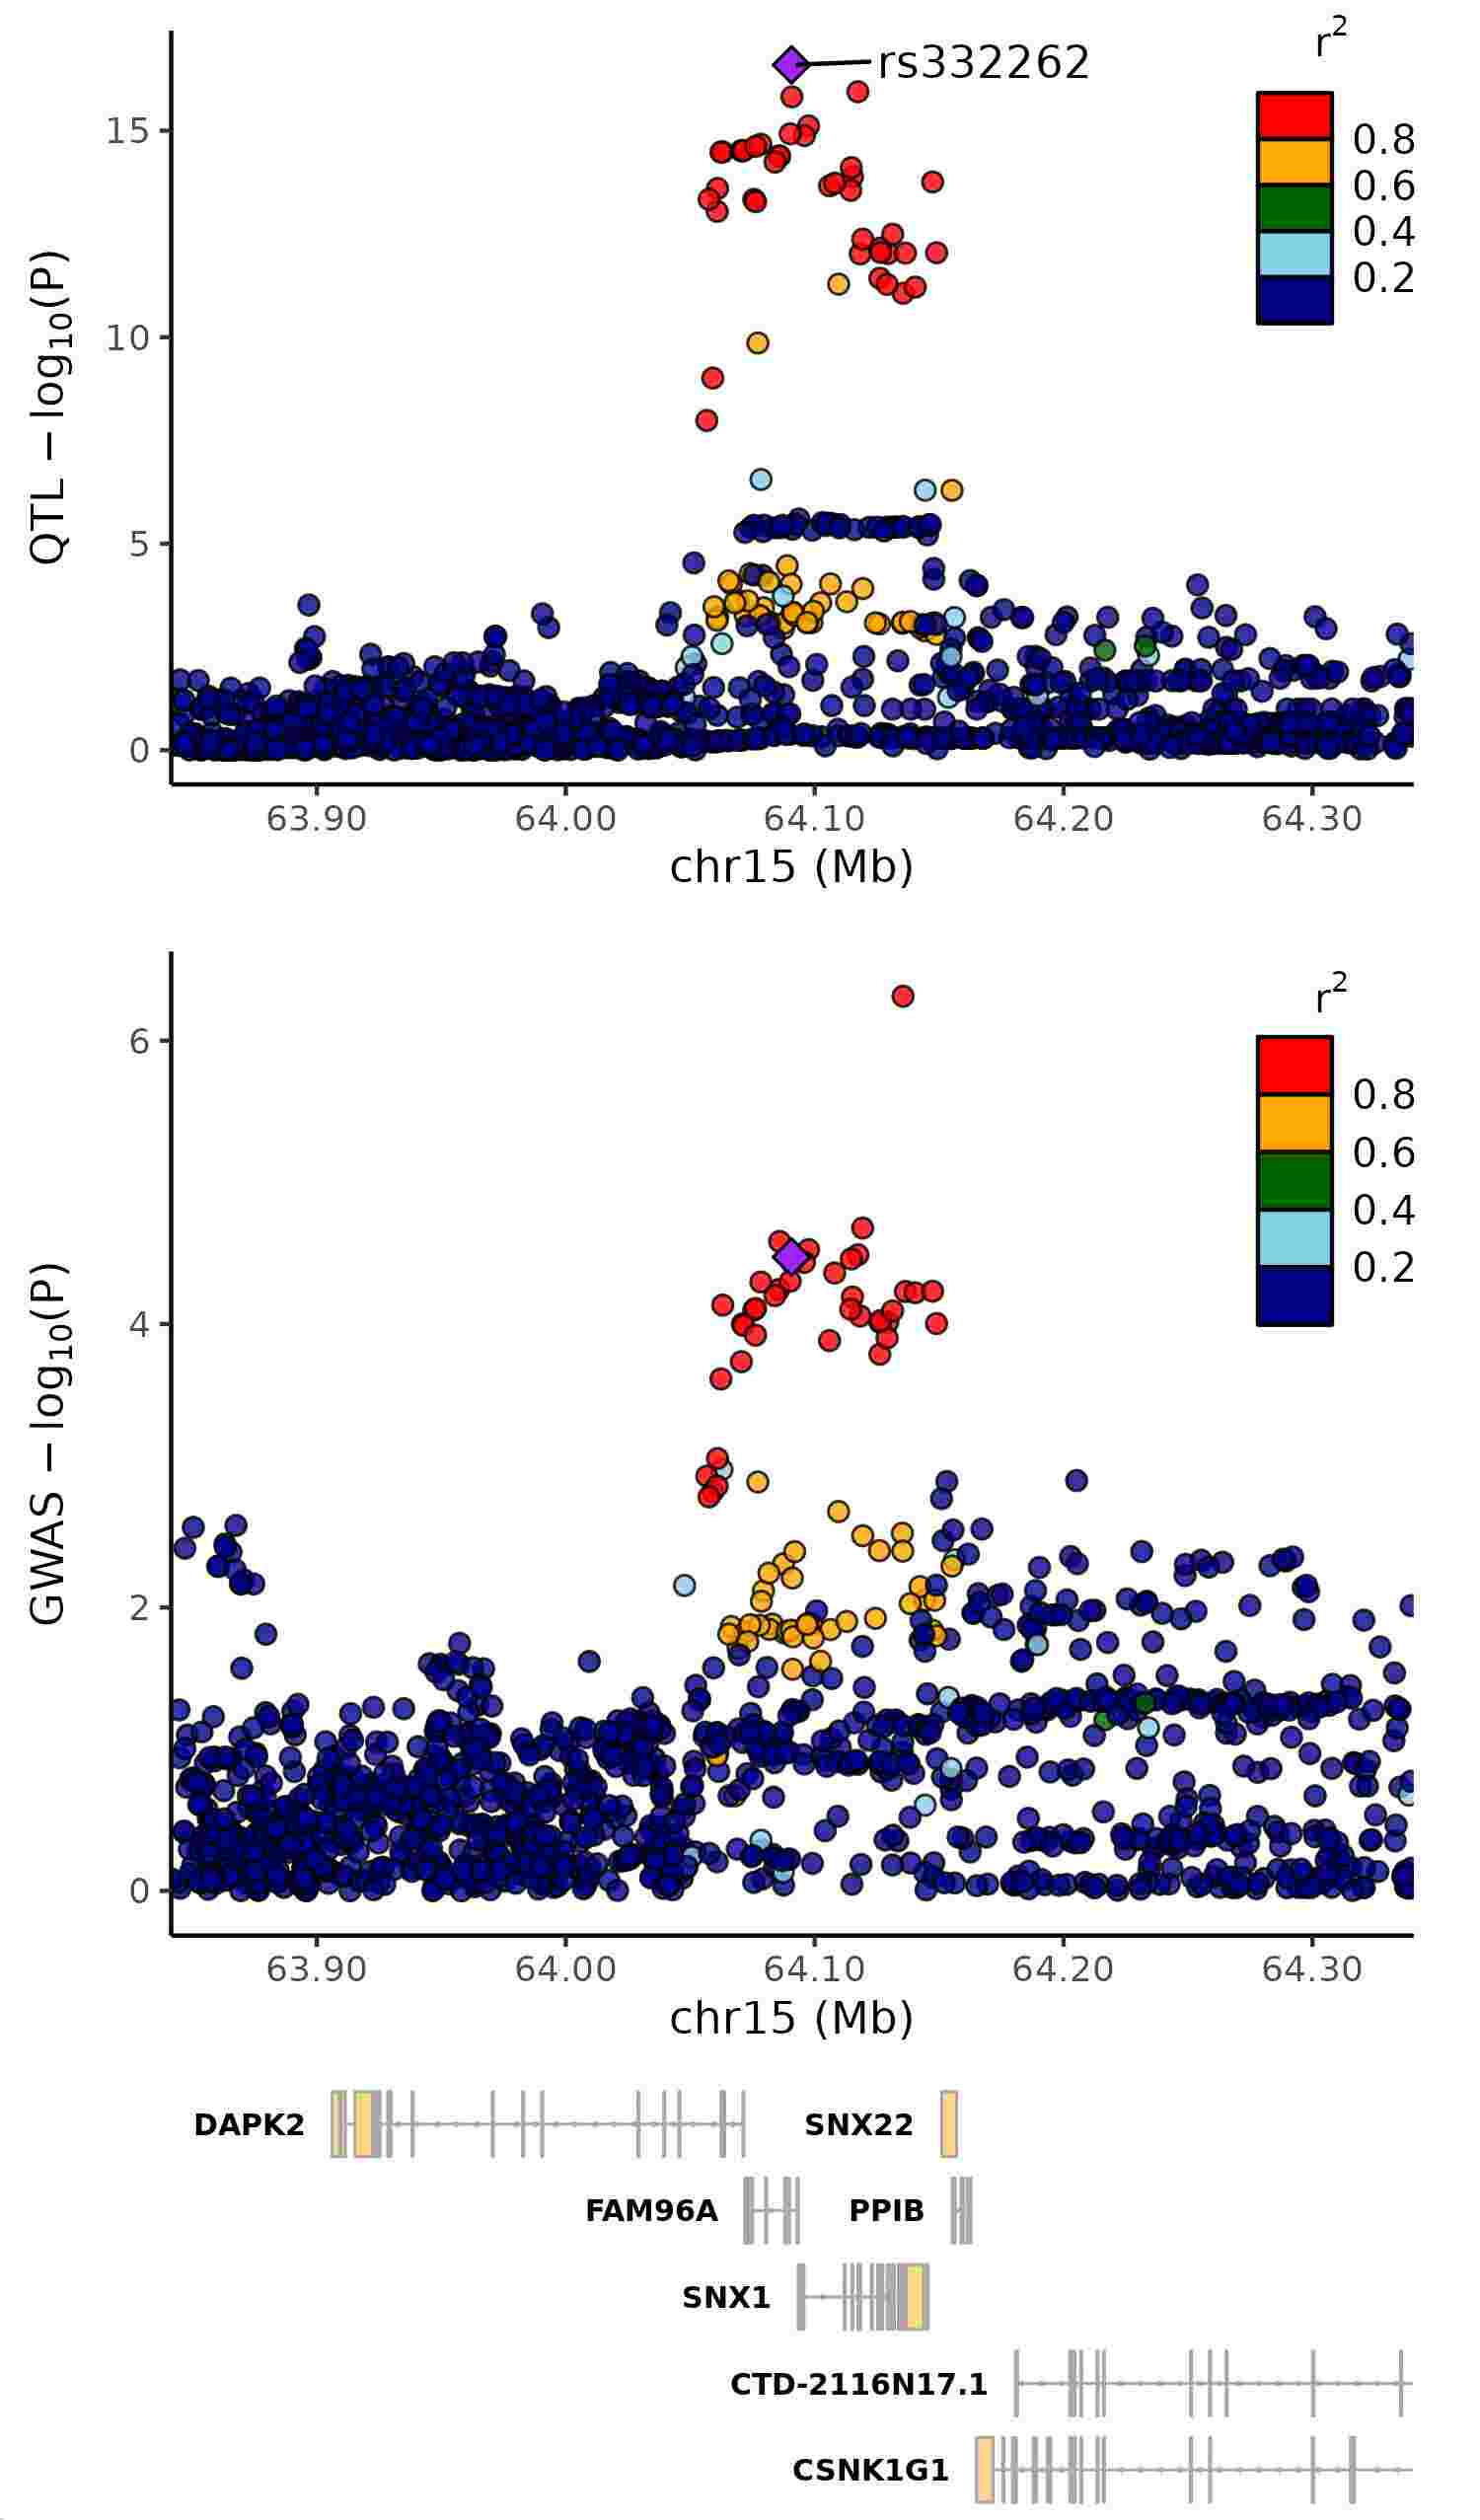 rs332262
r2
0.8
0.6
0.4
0.2
15
10
5
0
QTL − log10(P)
63.90 64.00 64.10 64.20 64.30
chr15 (Mb)
r2
0.8
0.6
0.4
0.2
6
4
2
0
GWAS − log10(P)
63.90 64.00 64.10 64.20 64.30
chr15 (Mb)
DAPK2 SNX22
FAM96A PPIB
SNX1
CTD-2116N17.1
CSNK1G1